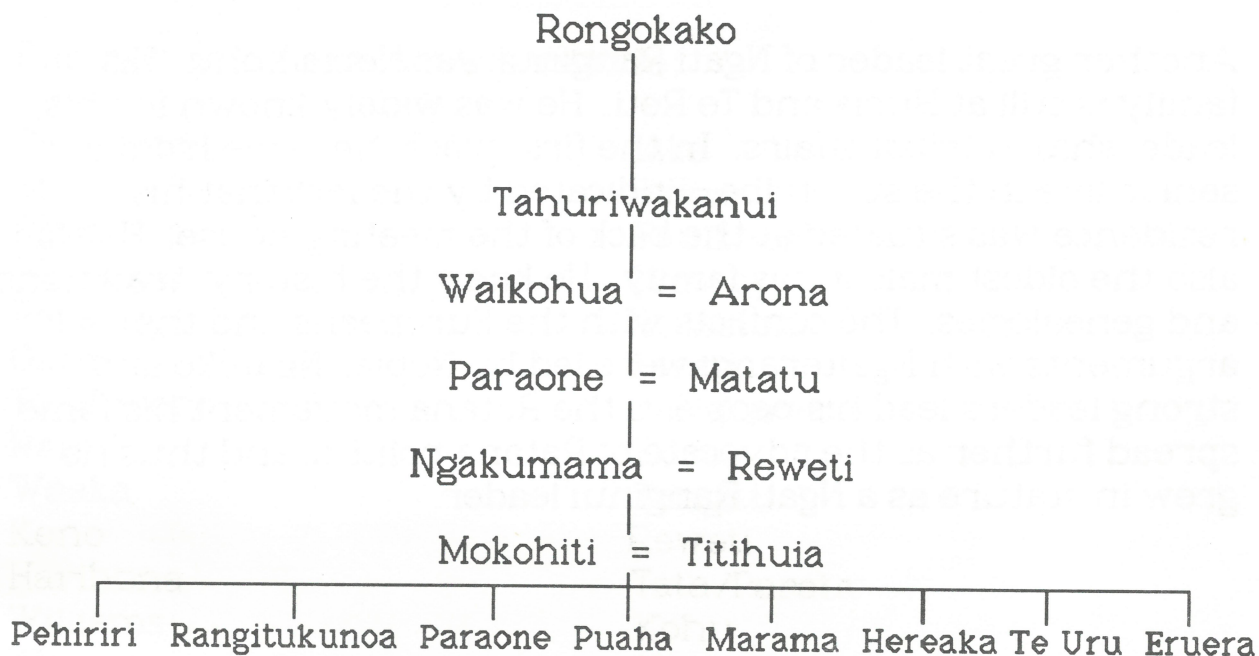 Rongokako
Tahuriwakanui
Waikohua = Arona
Paraone = Matatu
Ngakumama = Reweti
Mokohiti = Titihuia
Pehiriri Rangitukunoa Paraone Puaha Marama Hereaka Te Uru Eruera